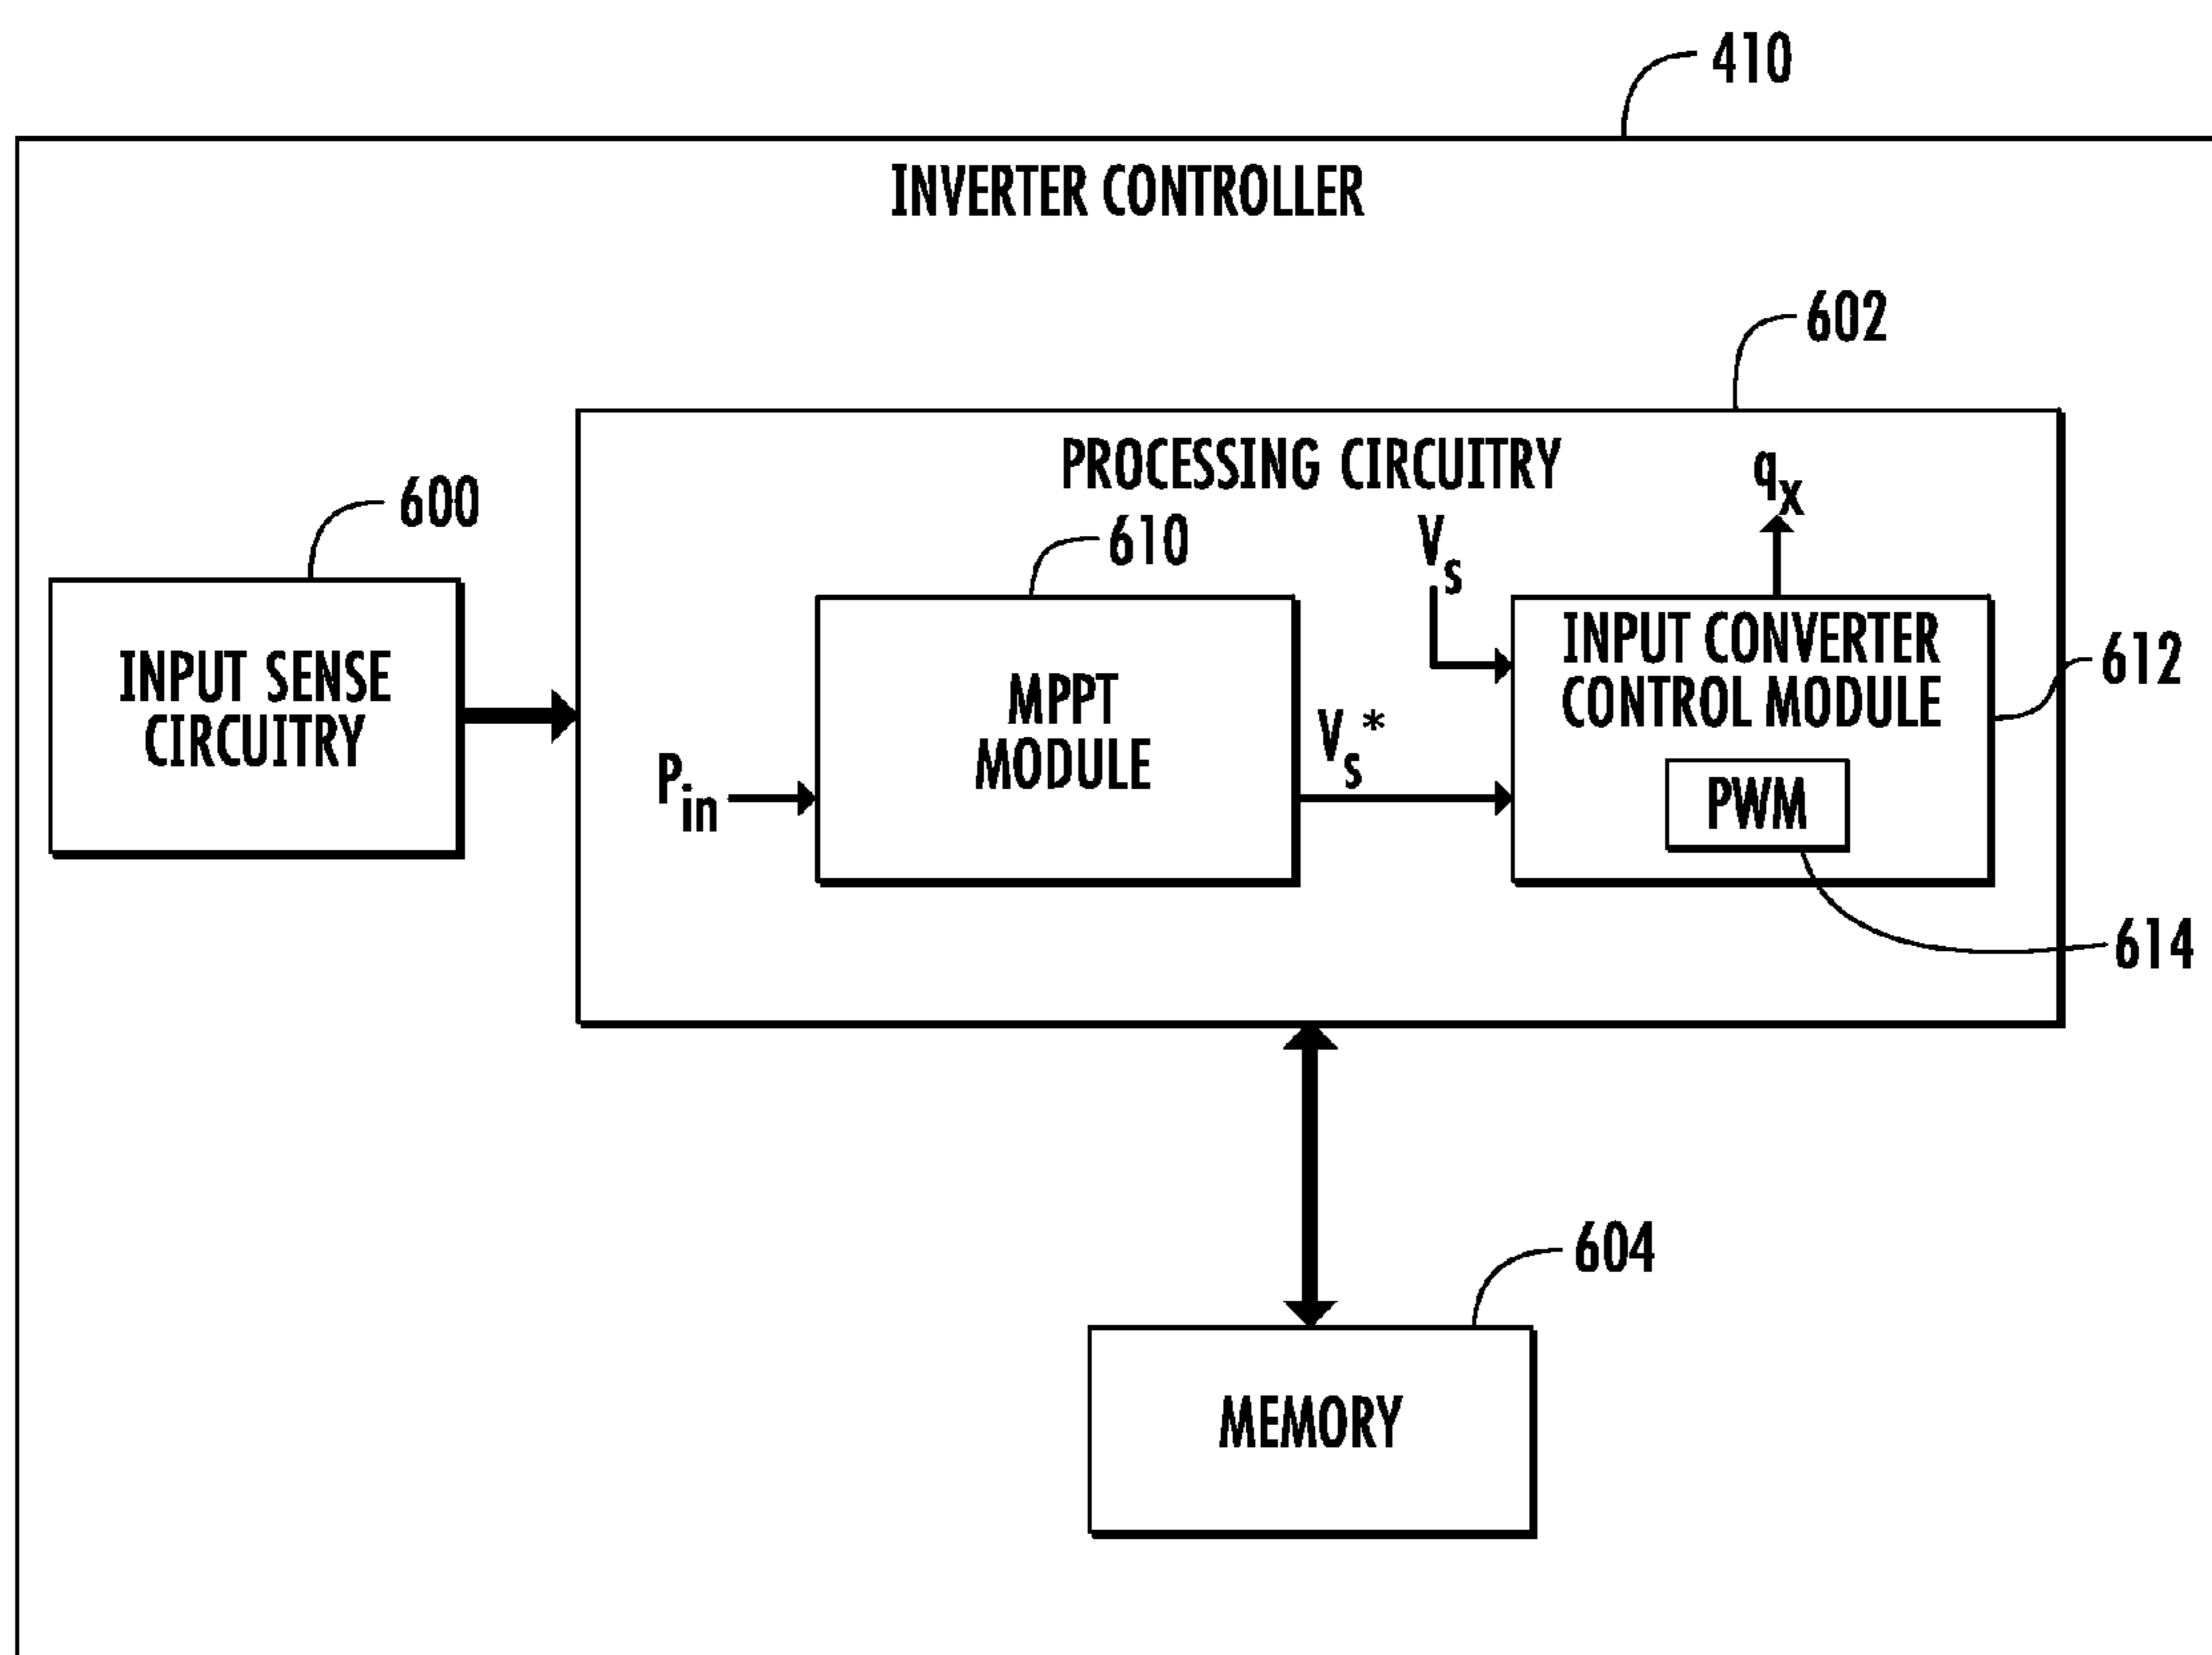 410
INVERTER CONTROLLER
602
PROCESSING CIRCUITRY
qx
600
610
Vs
INPUT SENSE
CIRCUITRY
MPPT
MODULE
INPUT CONVERTER
CONTROL MODULE
612
Vs*
Pin
PWM
614
604
MEMORY